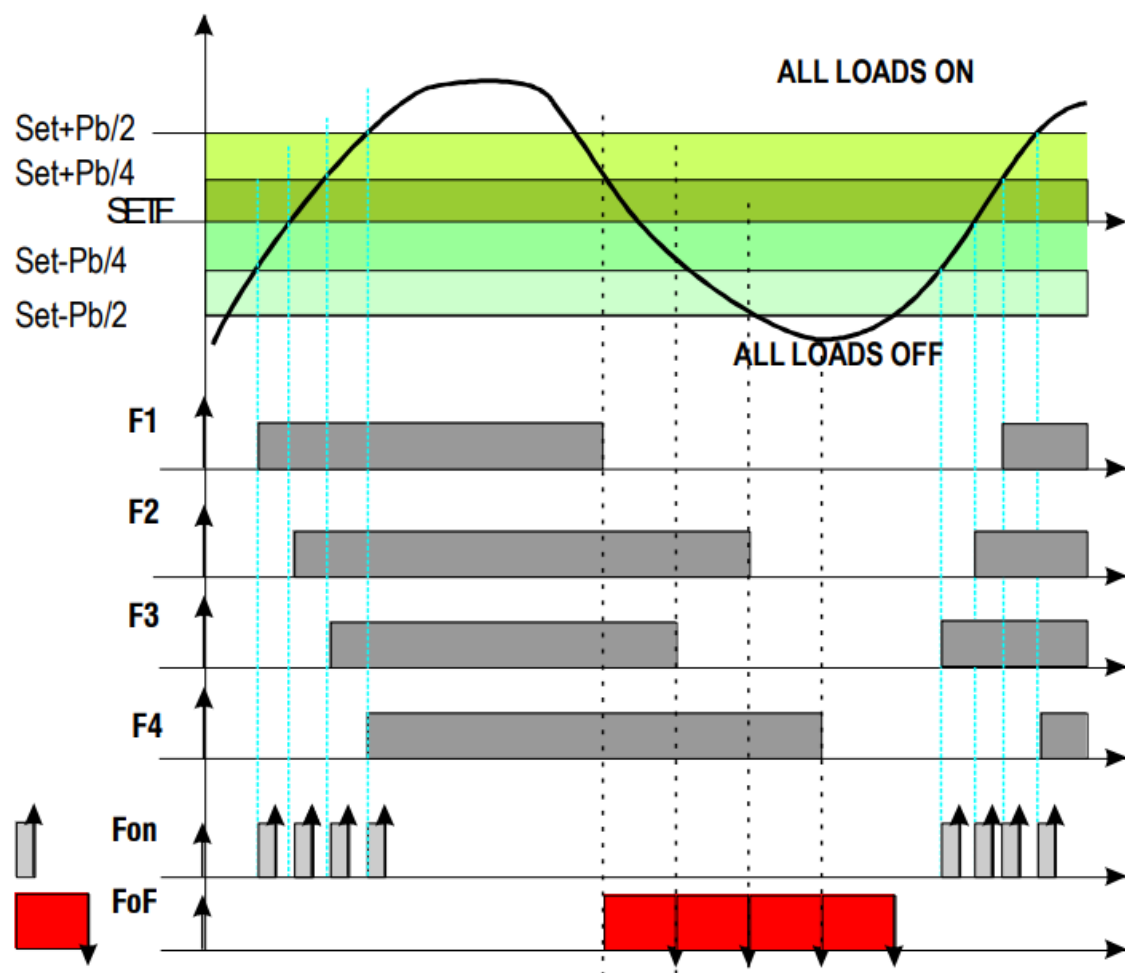 ALL LOADS ON
Set+Pb/2
Set+Pb/4
SETF
Set-Pb/4
Set-Pb/2
ALL LOADS OFF
F1
F2
F3
F4
Fon
FoF